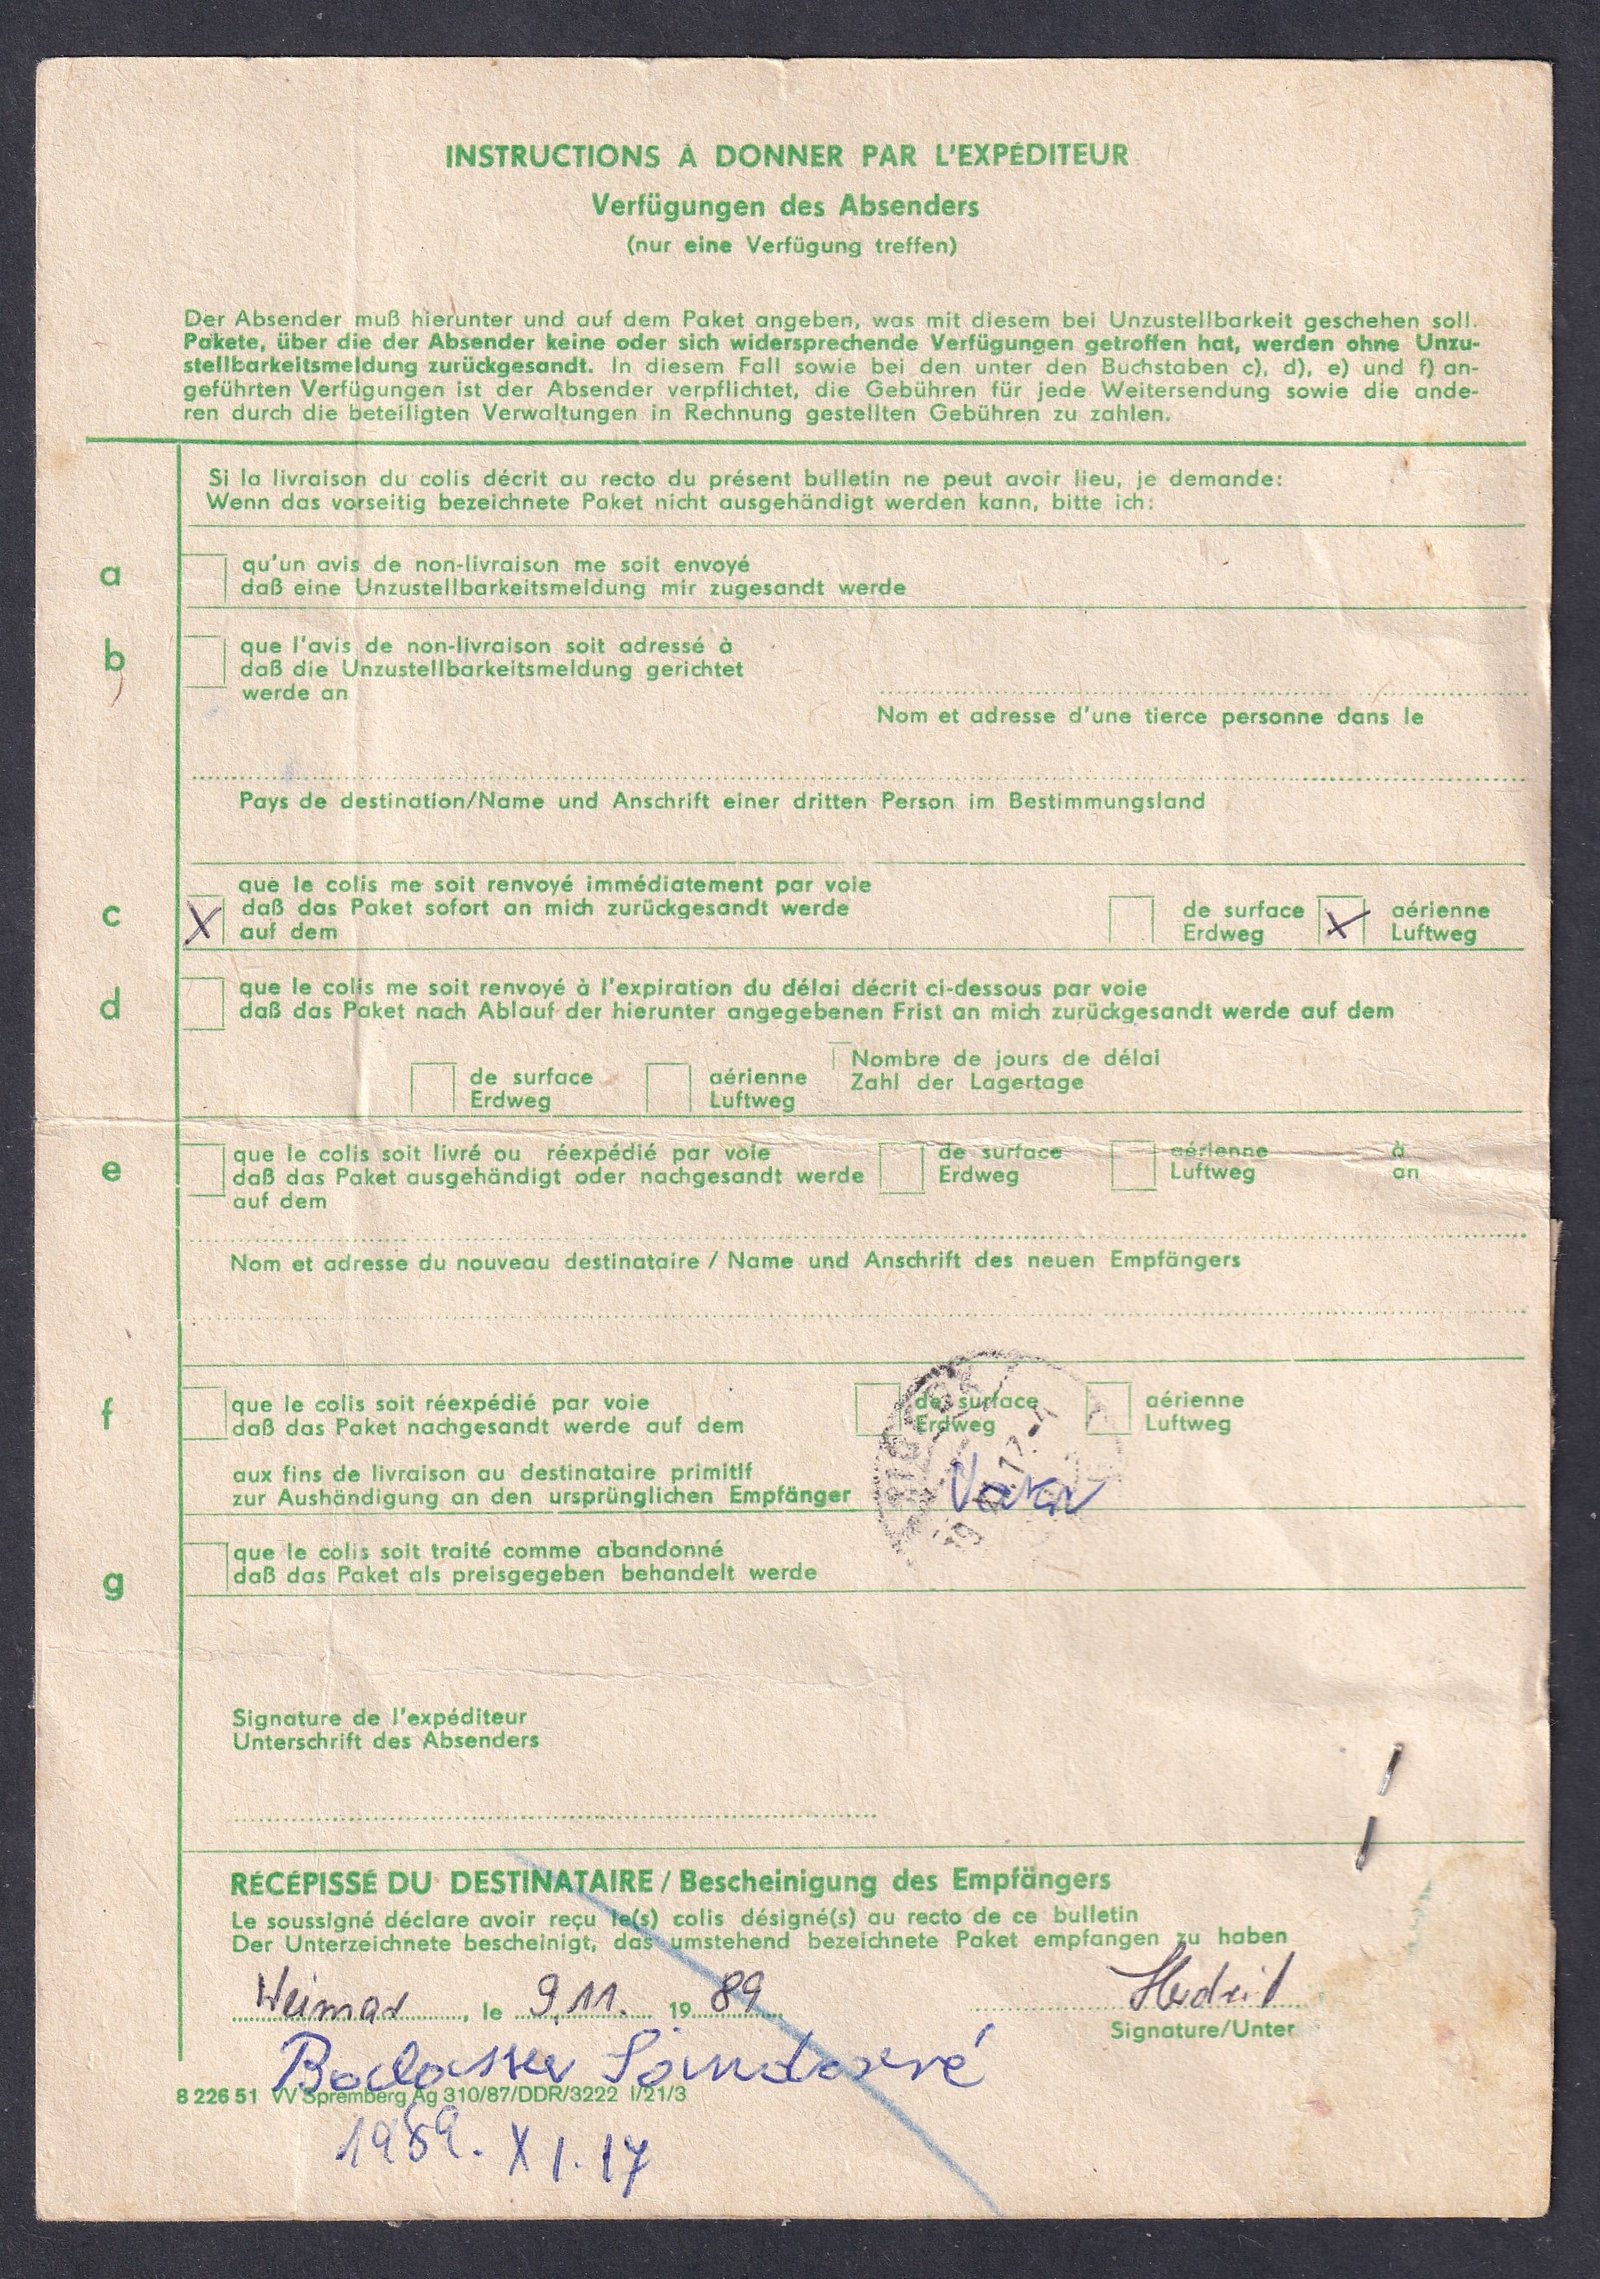 INSTRUCTIONS À DONNER PAR L'EXPÉDITEUR
Verfügungen des Absenders
(nur eine Verfügung treffen)
Der Absender muß hierunter und auf dem Paket angeben, was mit diesem bei Unzustellbarkeit geschehen soll.
Pakete, über die der Absender keine oder sich widersprechende Verfügungen getroffen hat, werden ohne Unzu-
stellbarkeitsmeldung zurückgesandt. In diesem Fall sowie bei den unter den Buchstaben c), d), e) und f) an-
geführten Verfügungen ist der Absender verpflichtet, die Gebühren für jede Weitersendung sowie die ande-
ren durch die beteiligten Verwaltungen in Rechnung gestellten Gebühren zu zahlen.
Si la livraison du colis décrit au recto du présent bulletin ne peut avoir lieu, je demande:
Wenn das vorseitig bezeichnete Paket nicht ausgehändigt werden kann, bitte ich:
a
qu'un avis de non-livraison me soit envoyé
daß eine Unzustellbarkeitsmeldung mir zugesandt werde
b
que l'avis de non-livraison soit adressé à
daß die Unzustellbarkeitsmeldung gerichtet
werde an
Nom et adresse d'une tierce personne dans le
Pays de destination/Name und Anschrift einer dritten Person im Bestimmungsland
c
X
que le colis me soit renvoyé immédiatement par voie
daß das Paket sofort an mich zurückgesandt werde
auf dem
de surface
Erdweg
X
aérienne
Luftweg
d
que le colis me soit renvoyé à l'expiration du délai décrit ci-dessous par voie
daß das Paket nach Ablauf der hierunter angegebenen Frist an mich zurückgesandt werde auf dem
de surface
Erdweg
aérienne
Luftweg
Nombre de jours de délai
Zahl der Lagertage
e
que le colis soit livré ou réexpédié par voie
daß das Paket ausgehändigt oder nachgesandt werde
auf dem
de surface
Erdweg
aérienne
Luftweg
à
an
Nom et adresse du nouveau destinataire / Name und Anschrift des neuen Empfängers
f
que le colis soit réexpédié par voie
daß das Paket nachgesandt werde auf dem
de surface
Erdweg
aérienne
Luftweg
aux fins de livraison au destinataire primitif
zur Aushändigung an den ursprünglichen Empfänger
g
que le colis soit traité comme abandonné
daß das Paket als preisgegeben behandelt werde
Signature de l'expéditeur
Unterschrift des Absenders
RÉCÉPISSÉ DU DESTINATAIRE / Bescheinigung des Empfängers
Le soussigné déclare avoir reçu le(s) colis désigné(s) au recto de ce bulletin
Der Unterzeichnete bescheinigt, das umstehend bezeichnete Paket empfangen zu haben
Weimar, le 9.11. 19 89
Signature/Unter
Sándorné
8 226 51 VV Spremberg Ag 310/87/DDR/3222 I/21/3
1989. XI. 17